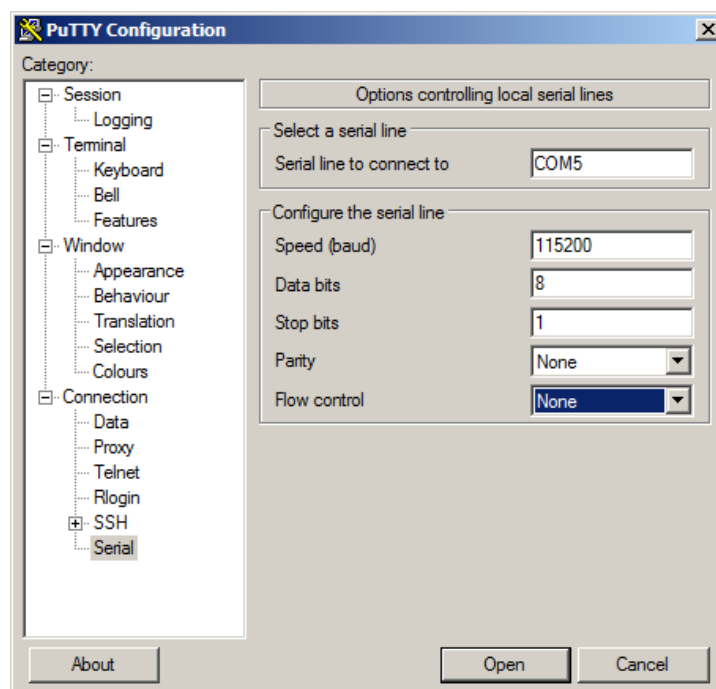 PuTTY Configuration
Category:
Session
Logging
Terminal
Keyboard
Bell
Features
Window
Appearance
Behaviour
Translation
Selection
Colours
Connection
Data
Proxy
Telnet
Rlogin
SSH
Serial
Options controlling local serial lines
Select a serial line
Serial line to connect to COM5
Configure the serial line
Speed (baud) 115200
Data bits 8
Stop bits 1
Parity None
Flow control None
About Open Cancel